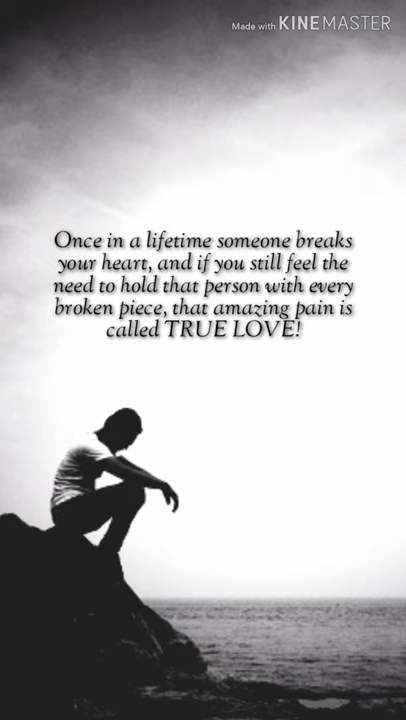 Made with KINEMASTER
Once in a lifetime someone breaks
your heart, and if you still feel the
need to hold that person with every
broken piece, that amazing pain is
called TRUE LOVE!